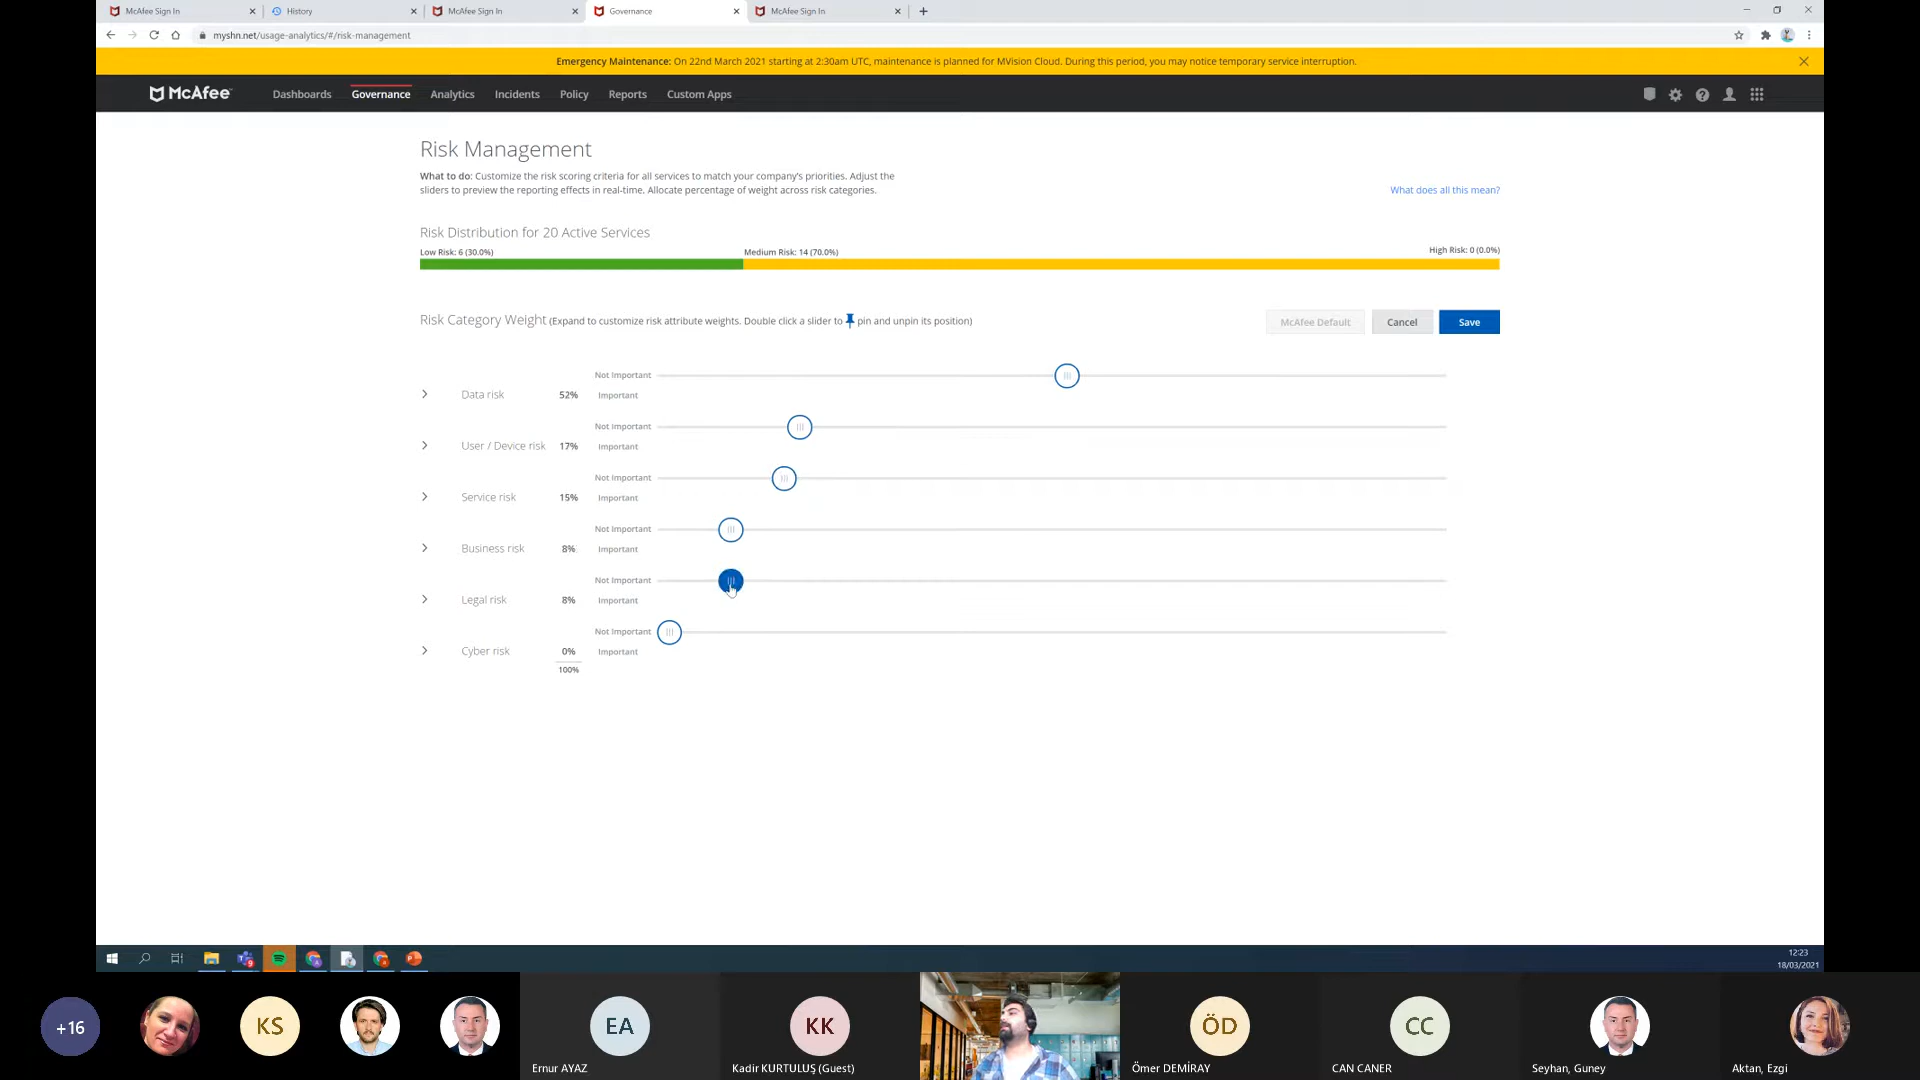 McAfee Sign In
History
McAfee Sign In
Governance
McAfee Sign In
myshn.net/usage-analytics/#/risk-management
Emergency Maintenance: On 22nd March 2021 starting at 2:30am UTC, maintenance is planned for MVision Cloud. During this period, you may notice temporary service interruption.
McAfee Dashboards Governance Analytics Incidents Policy Reports Custom Apps
Risk Management
What to do: Customize the risk scoring criteria for all services to match your company's priorities. Adjust the
sliders to preview the reporting effects in real-time. Allocate percentage of weight across risk categories.
What does all this mean?
Risk Distribution for 20 Active Services
Low Risk: 6 (30.0%) Medium Risk: 14 (70.0%) High Risk: 0 (0.0%)
Risk Category Weight (Expand to customize risk attribute weights. Double click a slider to pin and unpin its position)
McAfee Default Cancel Save
Not Important
Data risk 52% Important
Not Important
User / Device risk 17% Important
Not Important
Service risk 15% Important
Not Important
Business risk 8% Important
Not Important
Legal risk 8% Important
Not Important
Cyber risk 0% Important
100%
12:23
18/03/2021
+16
KS
EA
KK
ÖD
CC
Ernur AYAZ
Kadir KURTULUŞ (Guest)
Ömer DEMİRAY
CAN CANER
Seyhan, Guney
Aktan, Ezgi